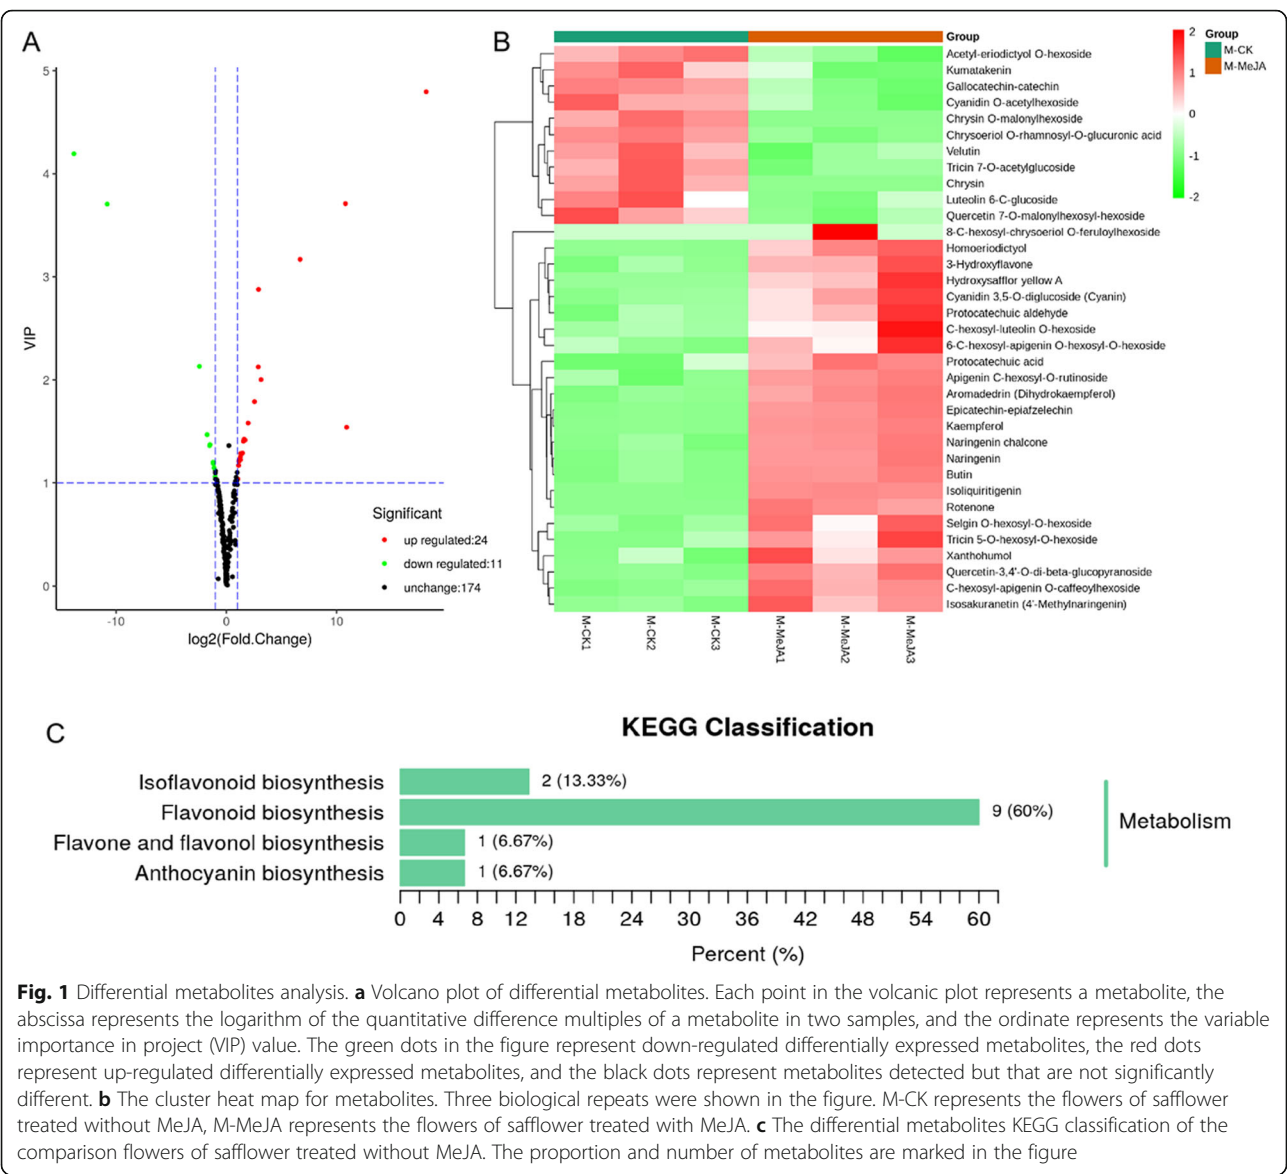 A
5
4
3
2
1
0
VIP
-10
0
10
log2(Fold.Change)
Significant
up regulated:24
down regulated:11
unchange:174
B
Group
Acetyl-eriodictyol O-hexoside
Kumatakenin
Gallocatechin-catechin
Cyanidin O-acetylhexoside
Chrysin O-malonylhexoside
Chrysoeriol O-rhamnosyl-O-glucuronic acid
Velutin
Tricin 7-O-acetylglucoside
Chrysin
Luteolin 6-C-glucoside
Quercetin 7-O-malonylhexosyl-hexoside
8-C-hexosyl-chrysoeriol O-feruloylhexoside
Homoeriodictyol
3-Hydroxyflavone
Hydroxysafflor yellow A
Cyanidin 3,5-O-diglucoside (Cyanin)
Protocatechuic aldehyde
C-hexosyl-luteolin O-hexoside
6-C-hexosyl-apigenin O-hexosyl-O-hexoside
Protocatechuic acid
Apigenin C-hexosyl-O-rutinoside
Aromadedrin (Dihydrokaempferol)
Epicatechin-epiafzelechin
Kaempferol
Naringenin chalcone
Naringenin
Butin
Isoliquiritigenin
Rotenone
Selgin O-hexosyl-O-hexoside
Tricin 5-O-hexosyl-O-hexoside
Xanthohumol
Quercetin-3,4'-O-di-beta-glucopyranoside
C-hexosyl-apigenin O-caffeoylhexoside
Isosakuranetin (4'-Methylnaringenin)
M-CK1
M-CK2
M-CK3
M-MeJA1
M-MeJA2
M-MeJA3
2
1
0
-1
-2
Group
M-CK
M-MeJA
C
KEGG Classification
Isoflavonoid biosynthesis
2 (13.33%)
Flavonoid biosynthesis
9 (60%)
Flavone and flavonol biosynthesis
1 (6.67%)
Anthocyanin biosynthesis
1 (6.67%)
Metabolism
0 4 8 12 18 24 30 36 42 48 54 60
Percent (%)
Fig. 1 Differential metabolites analysis. a Volcano plot of differential metabolites. Each point in the volcanic plot represents a metabolite, the
abscissa represents the logarithm of the quantitative difference multiples of a metabolite in two samples, and the ordinate represents the variable
importance in project (VIP) value. The green dots in the figure represent down-regulated differentially expressed metabolites, the red dots
represent up-regulated differentially expressed metabolites, and the black dots represent metabolites detected but that are not significantly
different. b The cluster heat map for metabolites. Three biological repeats were shown in the figure. M-CK represents the flowers of safflower
treated without MeJA, M-MeJA represents the flowers of safflower treated with MeJA. c The differential metabolites KEGG classification of the
comparison flowers of safflower treated without MeJA. The proportion and number of metabolites are marked in the figure